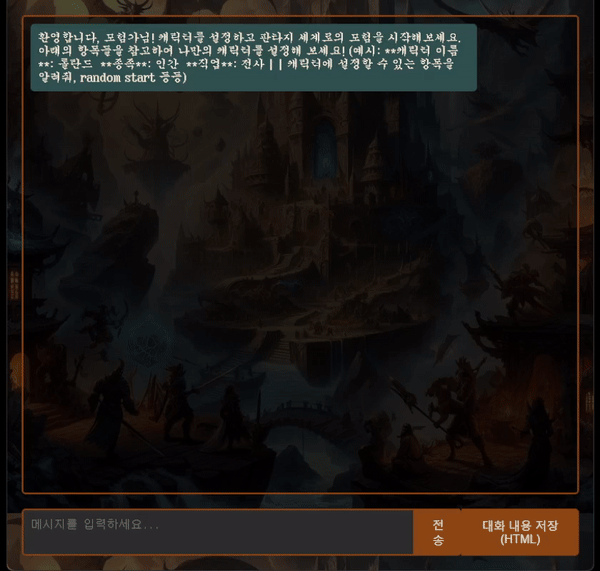 환영합니다, 모험가님! 캐릭터를 설정하고 판타지 세계로의 모험을 시작해보세요.
아래의 항목들을 참고하여 나만의 캐릭터를 설정해 보세요! (예시: **캐릭터 이름
**: 롤란드 **종족**: 인간 **직업**: 전사 | | 캐릭터에 설정할 수 있는 항목을
알려줘, random start 등등)
메시지를 입력하세요...
전
송
대화 내용 저장
(HTML)